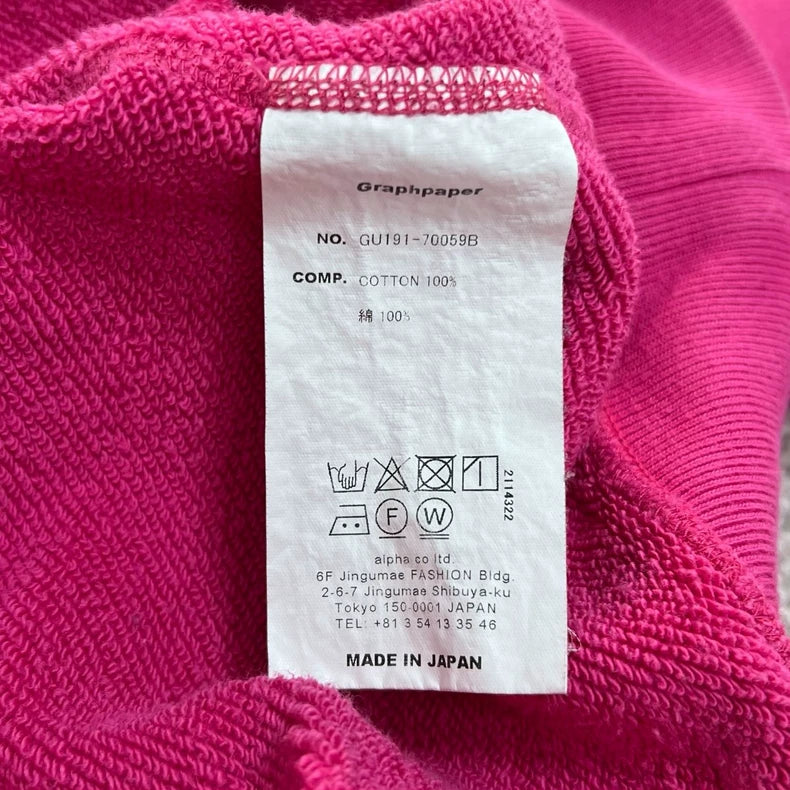 Graphpaper
NO. GU191-70059B
COMP. COTTON 100%
綿 100%
2114322
F W
alpha co ltd.
6F Jingumae FASHION Bldg.
2-6-7 Jingumae Shibuya-ku
Tokyo 150-0001 JAPAN
TEL: +81 3 54 13 35 46
MADE IN JAPAN